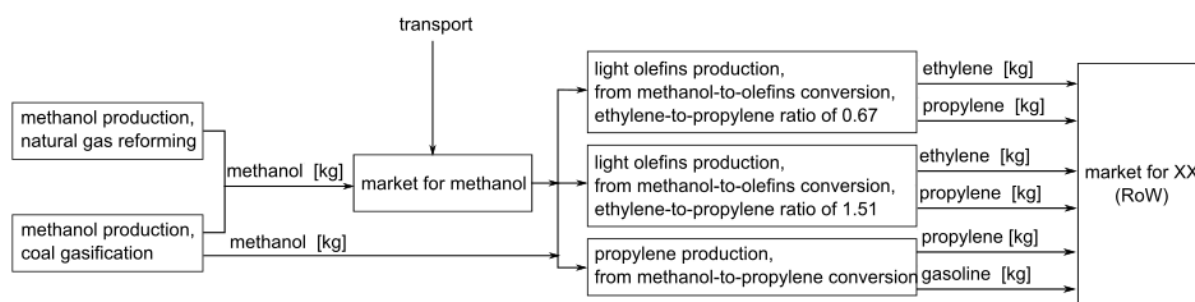 transport
methanol production,
natural gas reforming
methanol [kg]
market for methanol
methanol production,
coal gasification
methanol [kg]
light olefins production,
from methanol-to-olefins conversion,
ethylene-to-propylene ratio of 0.67
ethylene [kg]
propylene [kg]
light olefins production,
from methanol-to-olefins conversion,
ethylene-to-propylene ratio of 1.51
ethylene [kg]
propylene [kg]
propylene production,
from methanol-to-propylene conversion
propylene [kg]
gasoline [kg]
market for XX
(RoW)